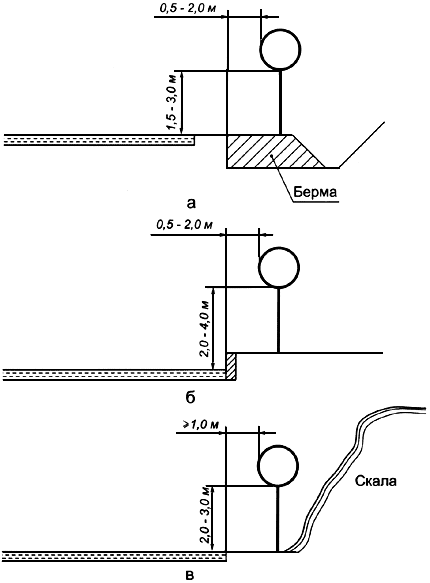 0,5 - 2,0 м
1,5 - 3,0 м
Берма
а
0,5 - 2,0 м
2,0 - 4,0 м
б
≥1,0 м
2,0 - 3,0 м
Скала
в